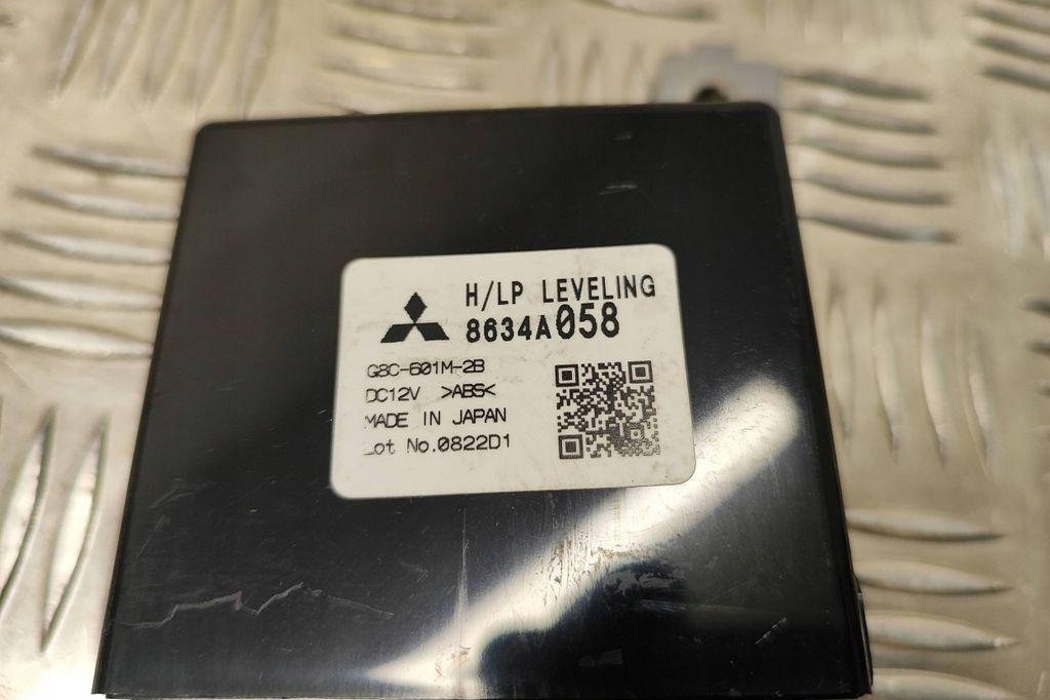 H/LP LEVELING
8634A058
G8C-601M-2B
DC12V >ABS<
MADE IN JAPAN
Lot No.0822D1